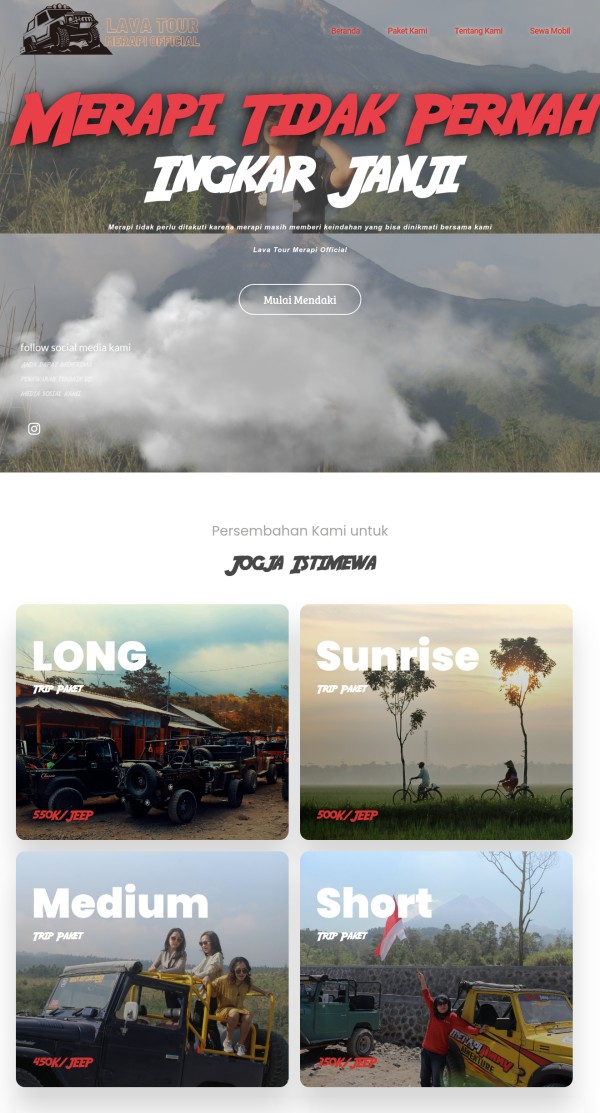 LAVA TOUR
MERAPI OFFICIAL
Beranda Paket Kami Tentang Kami Sewa Mobil
MERAPI TIDAK PERNAH
INGKAR JANJI
Merapi tidak perlu ditakuti karena merapi masih memberi keindahan yang bisa dinikmati bersama kami
Lava Tour Merapi Official
Mulai Mendaki
follow social media kami
Persembahan Kami untuk
JOGJA ISTIMEWA
LONG
TRIP PAKET
550K/JEEP
Sunrise
TRIP PAKET
500K/JEEP
Medium
TRIP PAKET
450K/JEEP
Short
TRIP PAKET
350K/JEEP